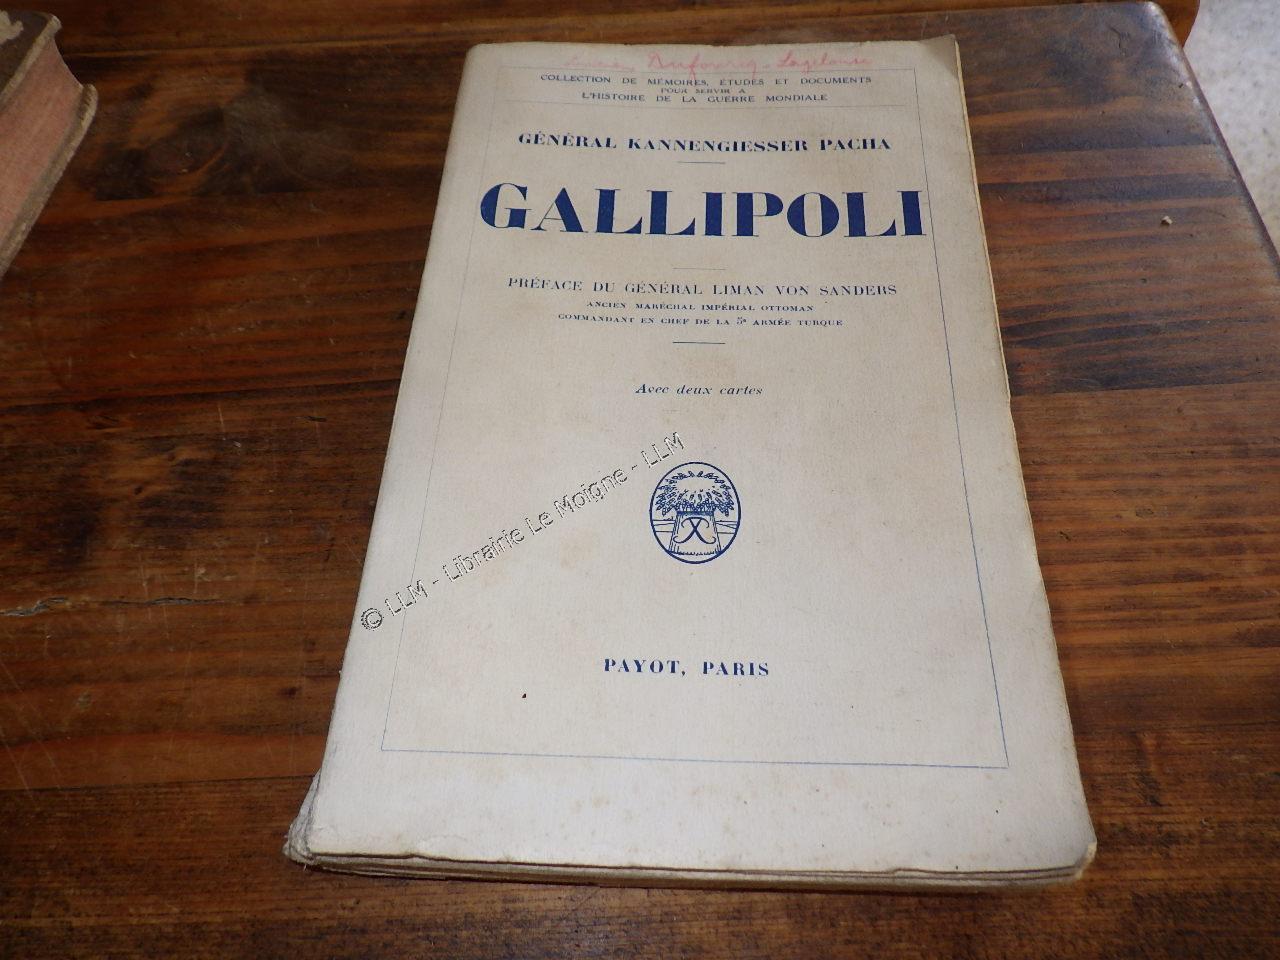 Dufourcq - Lagelouse
COLLECTION DE MÉMOIRES, ÉTUDES ET DOCUMENTS
POUR SERVIR A
L'HISTOIRE DE LA GUERRE MONDIALE
GÉNÉRAL KANNENGIESSER PACHA
GALLIPOLI
PRÉFACE DU GÉNÉRAL LIMAN VON SANDERS
ANCIEN MARÉCHAL IMPÉRIAL OTTOMAN
COMMANDANT EN CHEF DE LA 5e ARMÉE TURQUE
Avec deux cartes
© LLM - Librairie Le Moigne - LLM
PAYOT, PARIS